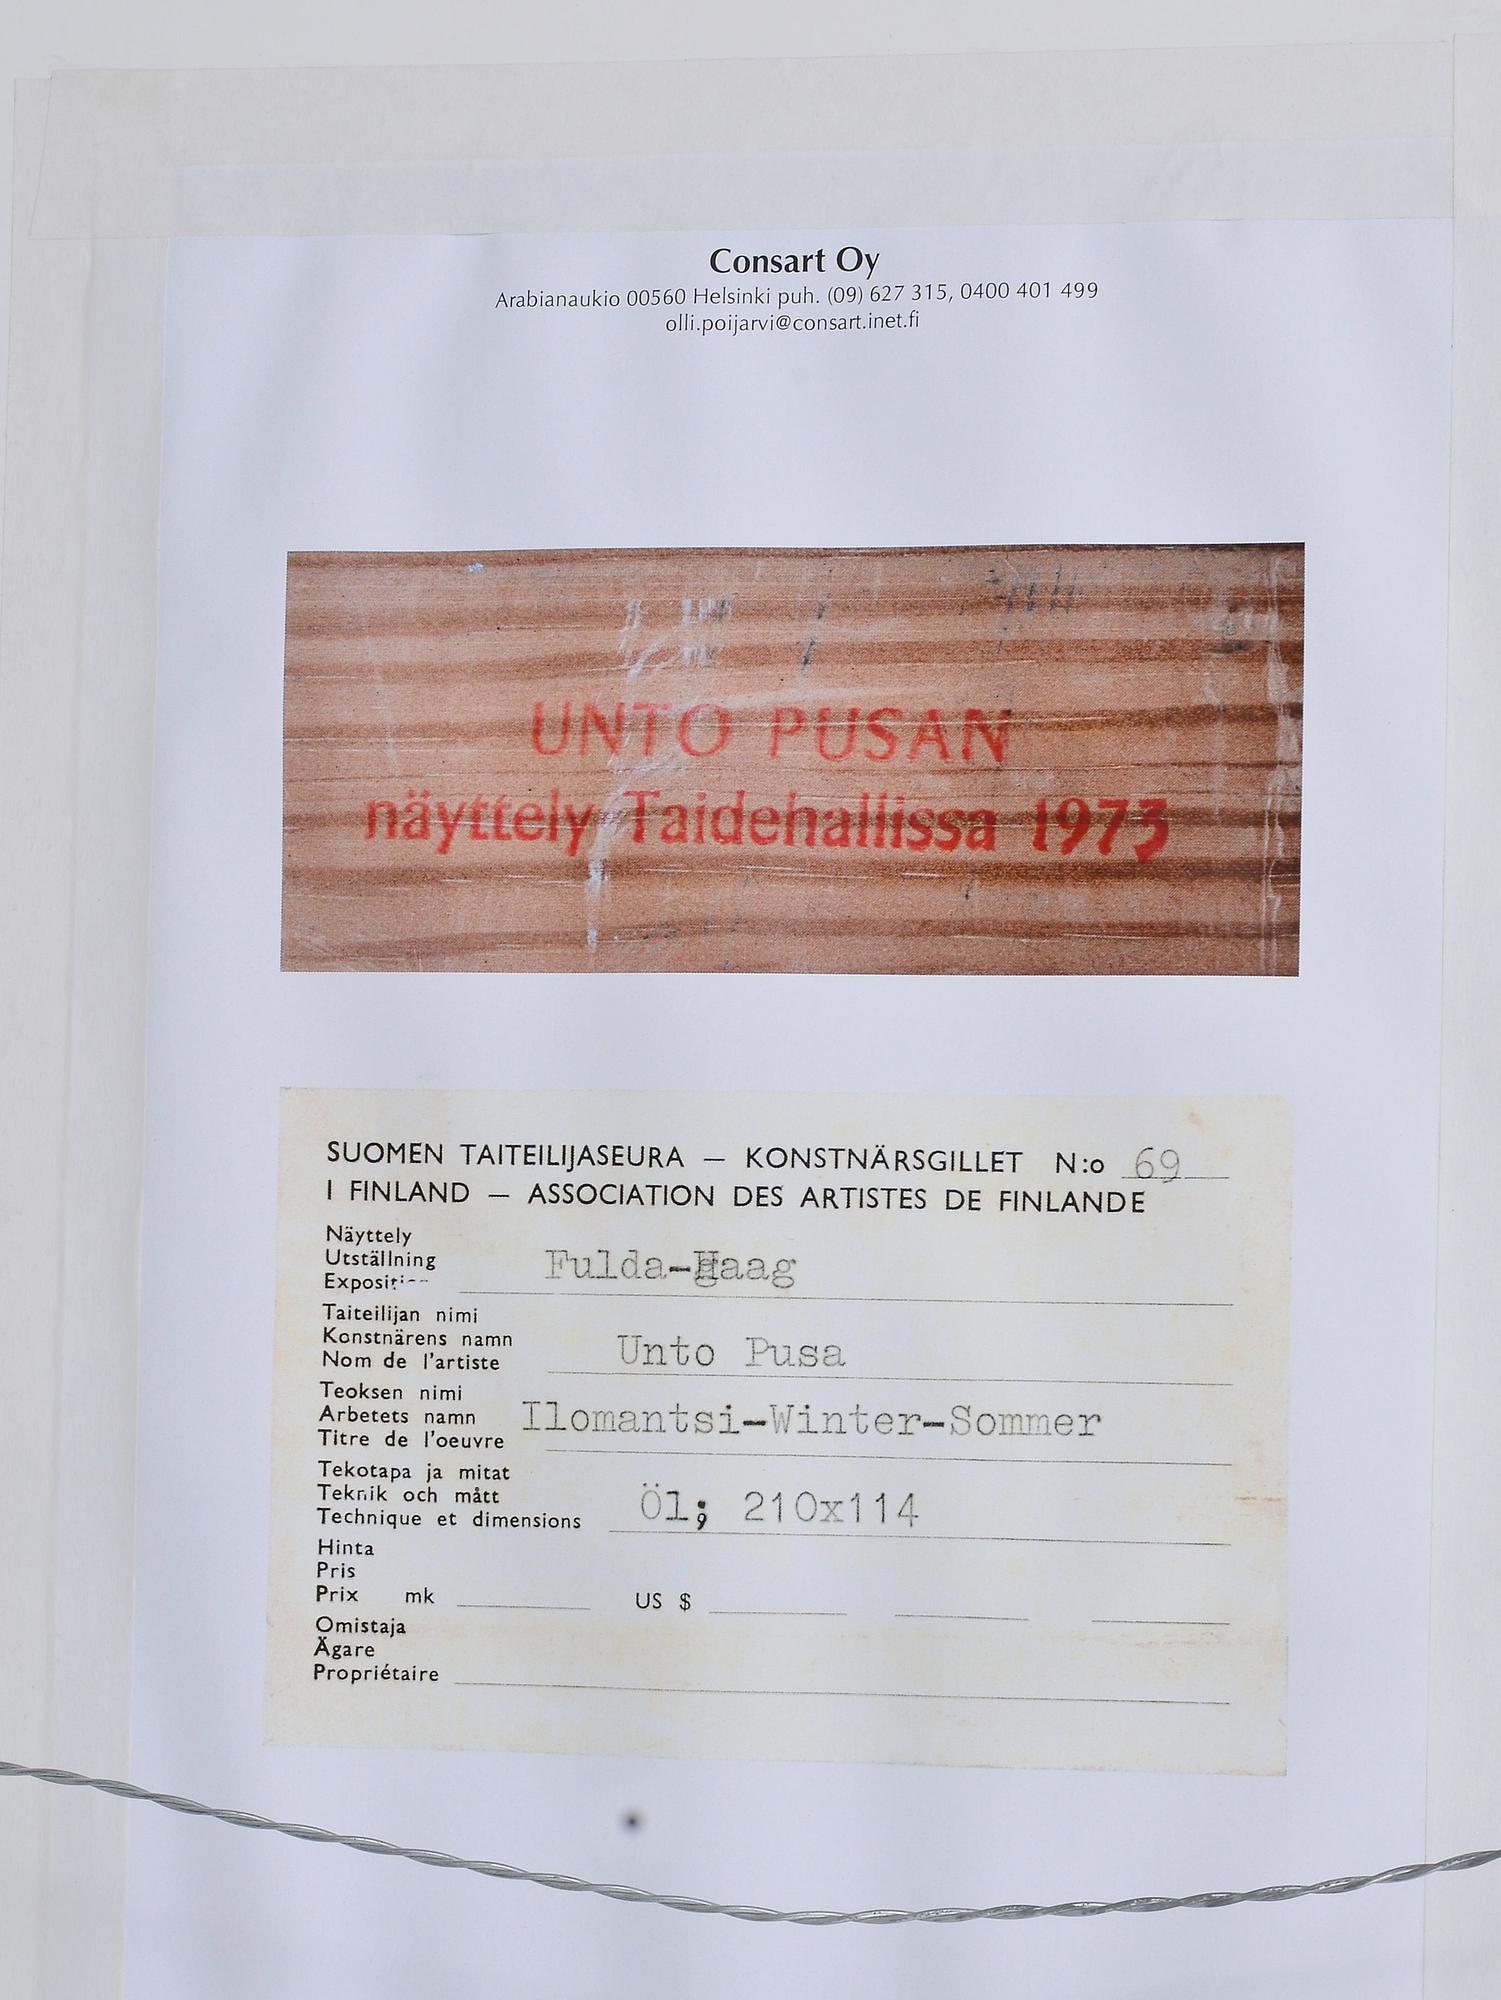 Consart Oy
Arabianaukio 00560 Helsinki puh. (09) 627 315, 0400 401 499
olli.poijarvi@consart.inet.fi
UNTO PUSAN
näyttely Taidehallissa 1973
SUOMEN TAITEILIJASEURA — KONSTNÄRSGILLET N:o 69
I FINLAND — ASSOCIATION DES ARTISTES DE FINLANDE
Näyttely
Utställning
Exposition Fulda-Haag
Taiteilijan nimi
Konstnärens namn Unto Pusa
Nom de l'artiste
Teoksen nimi
Arbetets namn Ilomantsi-Winter-Sommer
Titre de l'oeuvre
Tekotapa ja mitat
Teknik och mått Öl; 210x114
Technique et dimensions
Hinta
Pris
Prix mk US $
Omistaja
Ägare
Propriétaire